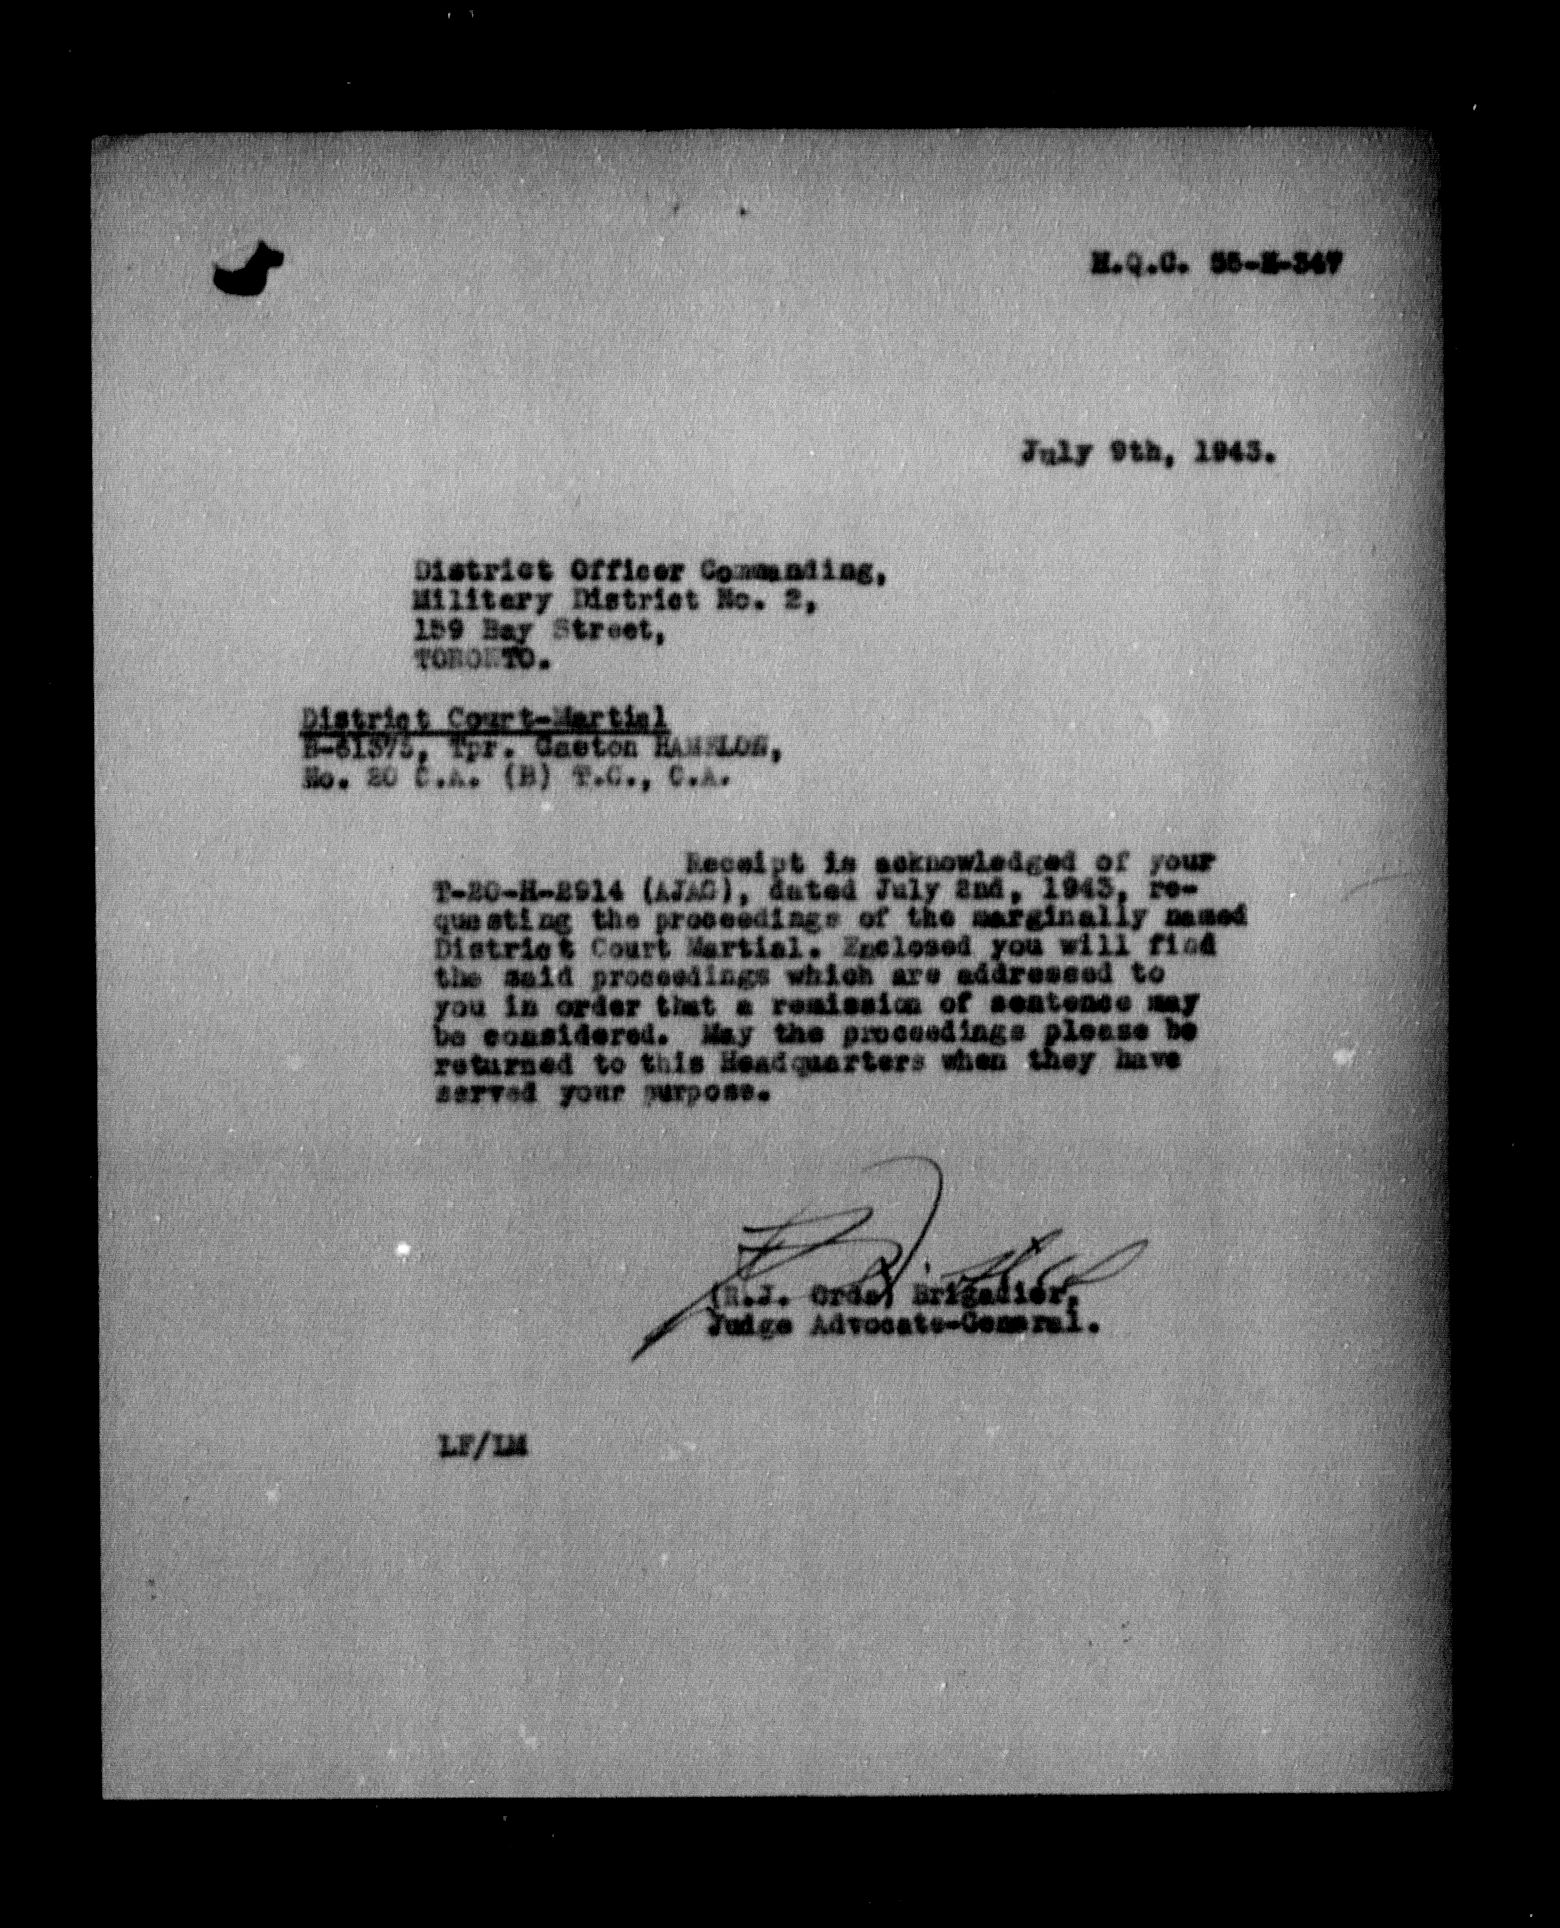 H.Q.C. 55-H-347
July 9th, 1943.
District Officer Commanding,
Military District No. 2,
159 Bay Street,
TORONTO.
District Court-Martial
Tpr. Gaston HAMELON,
No. 20 C.A. (B) T.C., C.A.
Receipt is acknowledged of your
T-20-H-2914 (AJAG), dated July 2nd, 1943, re-
questing the proceedings of the marginally named
District Court Martial. Enclosed you will find
the said proceedings which are addressed to
you in order that a remission of sentence may
be considered. May the proceedings please be
returned to this Headquarters when they have
served your purpose.
(R.J. Orde) Brigadier,
Judge Advocate-General.
LF/LM